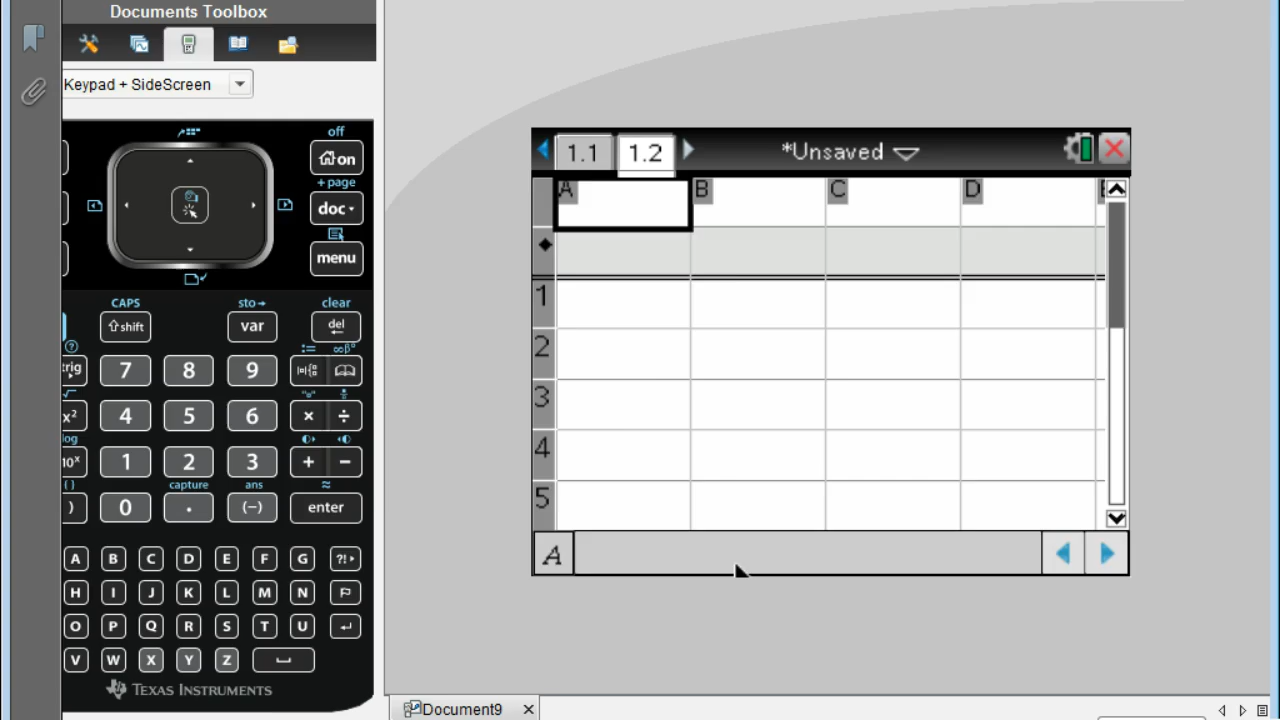 Documents Toolbox
Keypad + SideScreen
off
on
+ page
doc
menu
CAPS
sto→
clear
shift
var
del
trig
7
8
9
:=
∞β°
√
x²
4
5
6
×
÷
"∞"
log
10ˣ
1
2
3
+
−
( )
capture
ans
≈
)
0
.
(−)
enter
A B C D E F G ?!▸
H I J K L M N
O P Q R S T U
V W X Y Z
TEXAS INSTRUMENTS
1.1 1.2 *Unsaved
A B C D
1
2
3
4
5
A
Document9